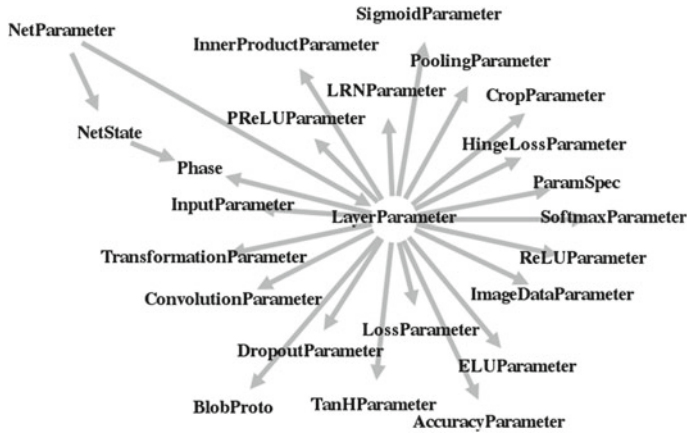 SigmoidParameter
NetParameter
InnerProductParameter
PoolingParameter
LRNParameter
CropParameter
PReLUParameter
NetState
HingeLossParameter
Phase
ParamSpec
InputParameter
LayerParameter
SoftmaxParameter
TransformationParameter
ReLUParameter
ConvolutionParameter
ImageDataParameter
LossParameter
DropoutParameter
ELUParameter
BlobProto
TanHParameter
AccuracyParameter